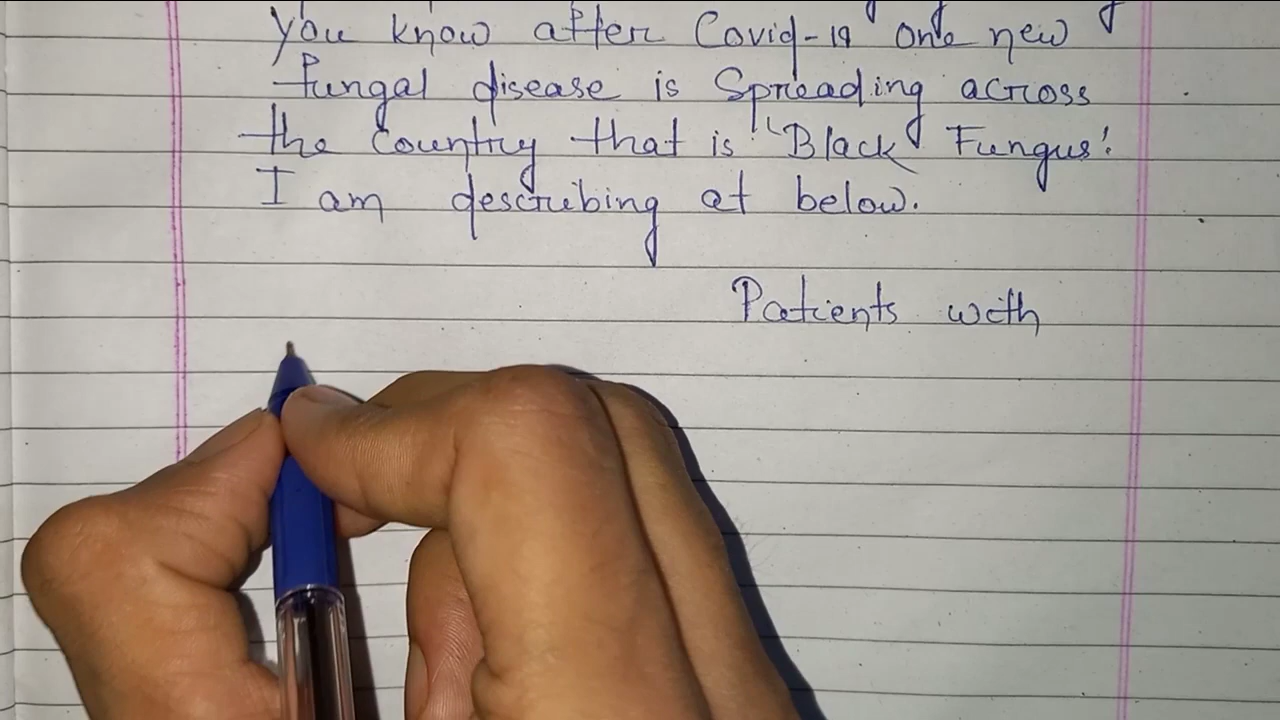 You know after Covid-19 one new
fungal disease is Spreading across
the Country that is "Black Fungus'.
I am describing at below.
Patients with